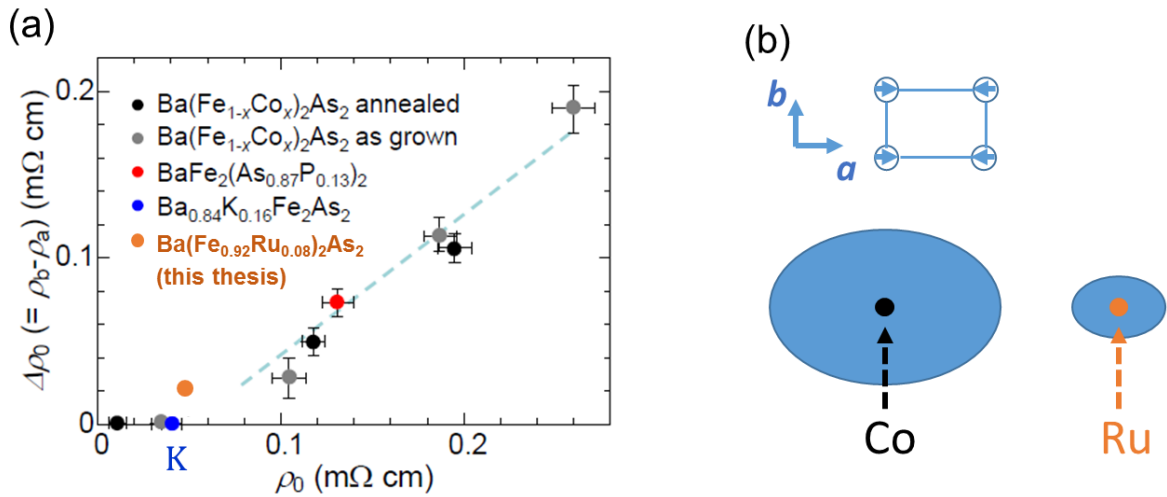 (a)
Δρ₀ (= ρ_b-ρ_a) (mΩ cm)
0.2
0.1
0
Ba(Fe₁₋ₓCoₓ)₂As₂ annealed
Ba(Fe₁₋ₓCoₓ)₂As₂ as grown
BaFe₂(As₀.₈₇P₀.₁₃)₂
Ba₀.₈₄K₀.₁₆Fe₂As₂
Ba(Fe₀.₉₂Ru₀.₀₈)₂As₂
(this thesis)
0 0.1 0.2
K
ρ₀ (mΩ cm)
(b)
b
a
Co
Ru